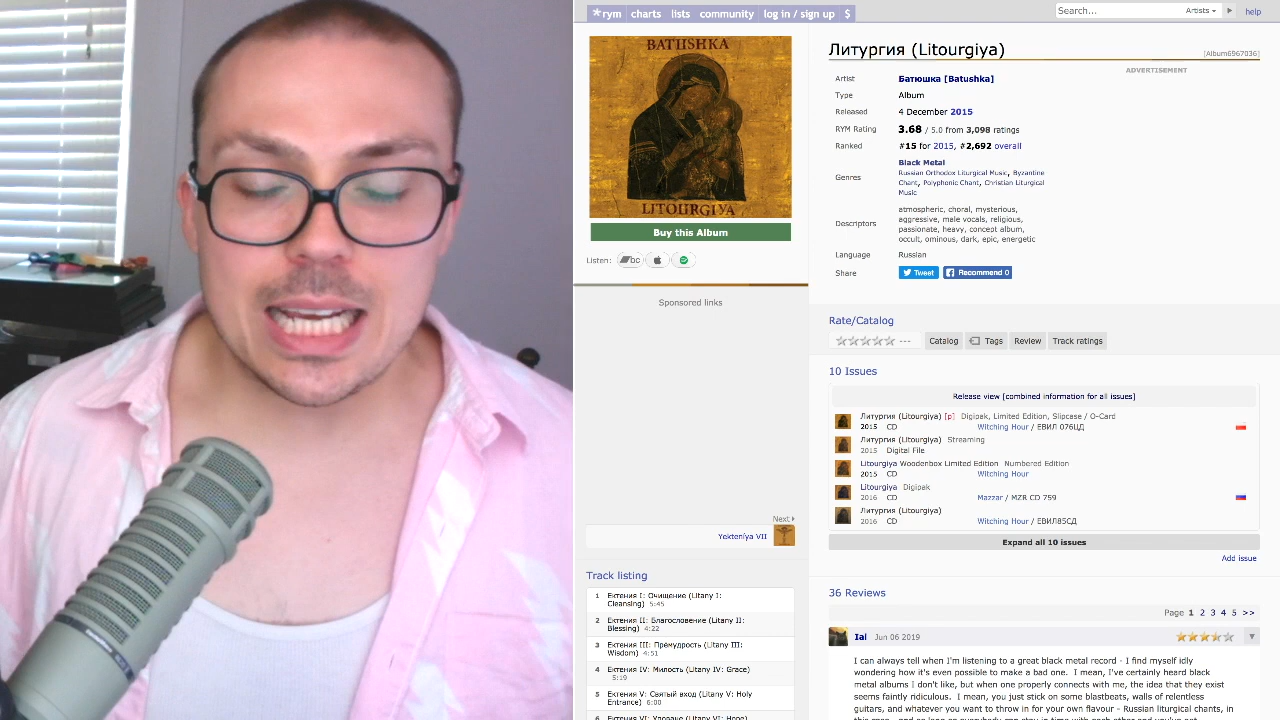 *rym charts lists community log in / sign up $
Search... Artists help
BATIUSHKA
LITOURGIYA
Buy this Album
Listen: bc
Sponsored links
Next
Yekteníya VII
Track listing
1 Ектения I: Очищение (Litany I:
Cleansing) 5:45
2 Ектения II: Благословение (Litany II:
Blessing) 4:22
3 Ектения III: Премудрость (Litany III:
Wisdom) 4:51
4 Ектения IV: Милость (Litany IV: Grace)
5:19
5 Ектения V: Святый вход (Litany V: Holy
Entrance) 6:00
6 Ектения VI: Упование (Litany VI: Hope)
Литургия (Litourgiya)
[Album6967036]
ADVERTISEMENT
Artist Батюшка [Batushka]
Type Album
Released 4 December 2015
RYM Rating 3.68 / 5.0 from 3,098 ratings
Ranked #15 for 2015, #2,692 overall
Genres Black Metal
Russian Orthodox Liturgical Music, Byzantine
Chant, Polyphonic Chant, Christian Liturgical
Music
Descriptors atmospheric, choral, mysterious,
aggressive, male vocals, religious,
passionate, heavy, concept album,
occult, ominous, dark, epic, energetic
Language Russian
Share Tweet Recommend 0
Rate/Catalog
--- Catalog Tags Review Track ratings
10 Issues
Release view [combined information for all issues]
Литургия (Litourgiya) [p] Digipak, Limited Edition, Slipcase / O-Card
2015 CD Witching Hour / ЕВИЛ 076ЦД
Литургия (Litourgiya) Streaming
2015 Digital File
Litourgiya Woodenbox Limited Edition Numbered Edition
2015 CD Witching Hour
Litourgiya Digipak
2016 CD Mazzar / MZR CD 759
Литургия (Litourgiya)
2016 CD Witching Hour / ЕВИЛ85СД
Expand all 10 issues
Add issue
36 Reviews
Page 1 2 3 4 5 >>
Ial Jun 06 2019
I can always tell when I'm listening to a great black metal record - I find myself idly
wondering how it's even possible to make a bad one. I mean, I've certainly heard black
metal albums I don't like, but when one properly connects with me, the idea that they exist
seems faintly ridiculous. I mean, you just stick on some blastbeats, walls of relentless
guitars, and whatever you want to throw in for your own flavour - Russian liturgical chants, in